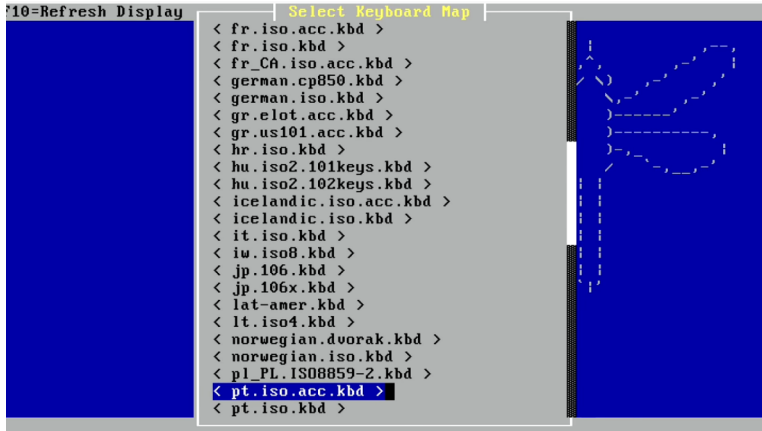 F10=Refresh Display
Select Keyboard Map
< fr.iso.acc.kbd >
< fr.iso.kbd >
< fr_CA.iso.acc.kbd >
< german.cp850.kbd >
< german.iso.kbd >
< gr.elot.acc.kbd >
< gr.us101.acc.kbd >
< hr.iso.kbd >
< hu.iso2.101keys.kbd >
< hu.iso2.102keys.kbd >
< icelandic.iso.acc.kbd >
< icelandic.iso.kbd >
< it.iso.kbd >
< iw.iso8.kbd >
< jp.106.kbd >
< jp.106x.kbd >
< lat-amer.kbd >
< lt.iso4.kbd >
< norwegian.dvorak.kbd >
< norwegian.iso.kbd >
< pl_PL.ISO8859-2.kbd >
< pt.iso.acc.kbd >
< pt.iso.kbd >